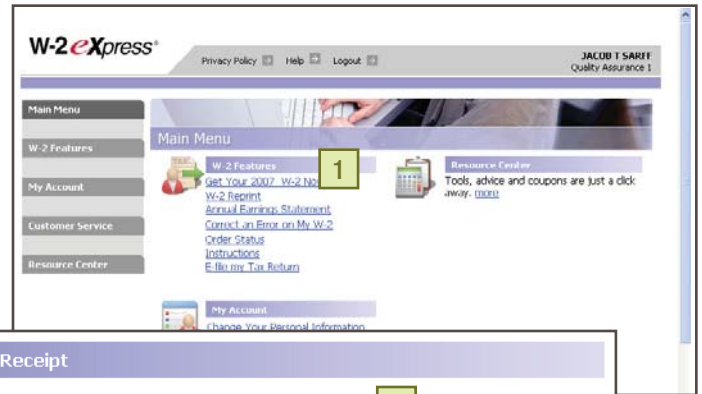 W-2 eXpress®
Privacy Policy Help Logout
JACOB T SARFF
Quality Assurance 1
Main Menu
W-2 Features
My Account
Customer Service
Resource Center
Main Menu
W-2 Features
1
Get Your 2007 W-2
W-2 Reprint
Annual Earnings Statement
Correct an Error on My W-2
Order Status
Instructions
E-file my Tax Return
Resource Center
Tools, advice and coupons are just a click
away. more
My Account
Change Your Personal Information
Receipt